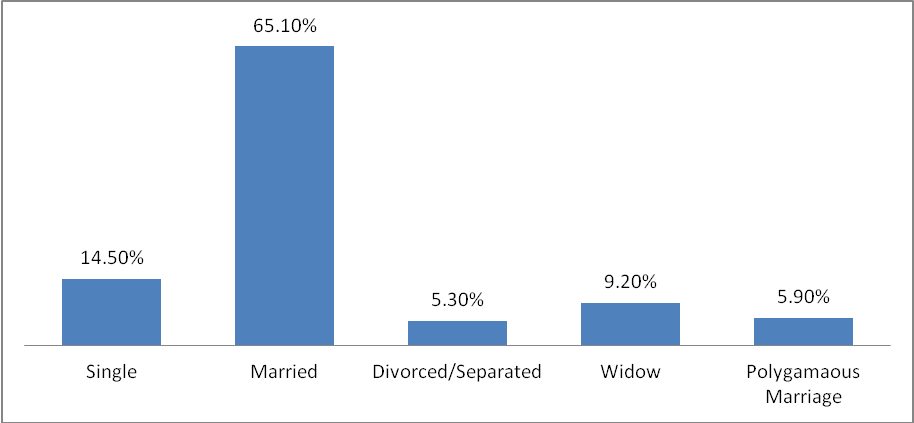 65.10%
14.50%
9.20%
5.30%
5.90%
Single
Married
Divorced/Separated
Widow
Polygamaous
Marriage